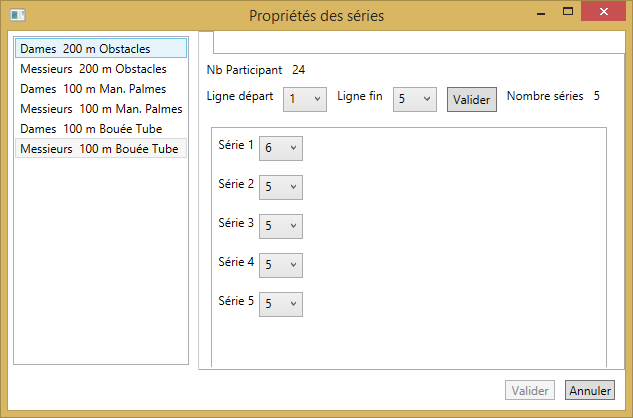 Propriétés des séries
Dames 200 m Obstacles
Messieurs 200 m Obstacles
Dames 100 m Man. Palmes
Messieurs 100 m Man. Palmes
Dames 100 m Bouée Tube
Messieurs 100 m Bouée Tube
Nb Participant 24
Ligne départ 1 Ligne fin 5 Valider Nombre séries 5
Série 1 6
Série 2 5
Série 3 5
Série 4 5
Série 5 5
Valider Annuler